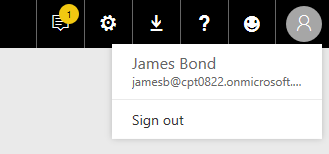 1
?
James Bond
jamesb@cpt0822.onmicrosoft....
Sign out